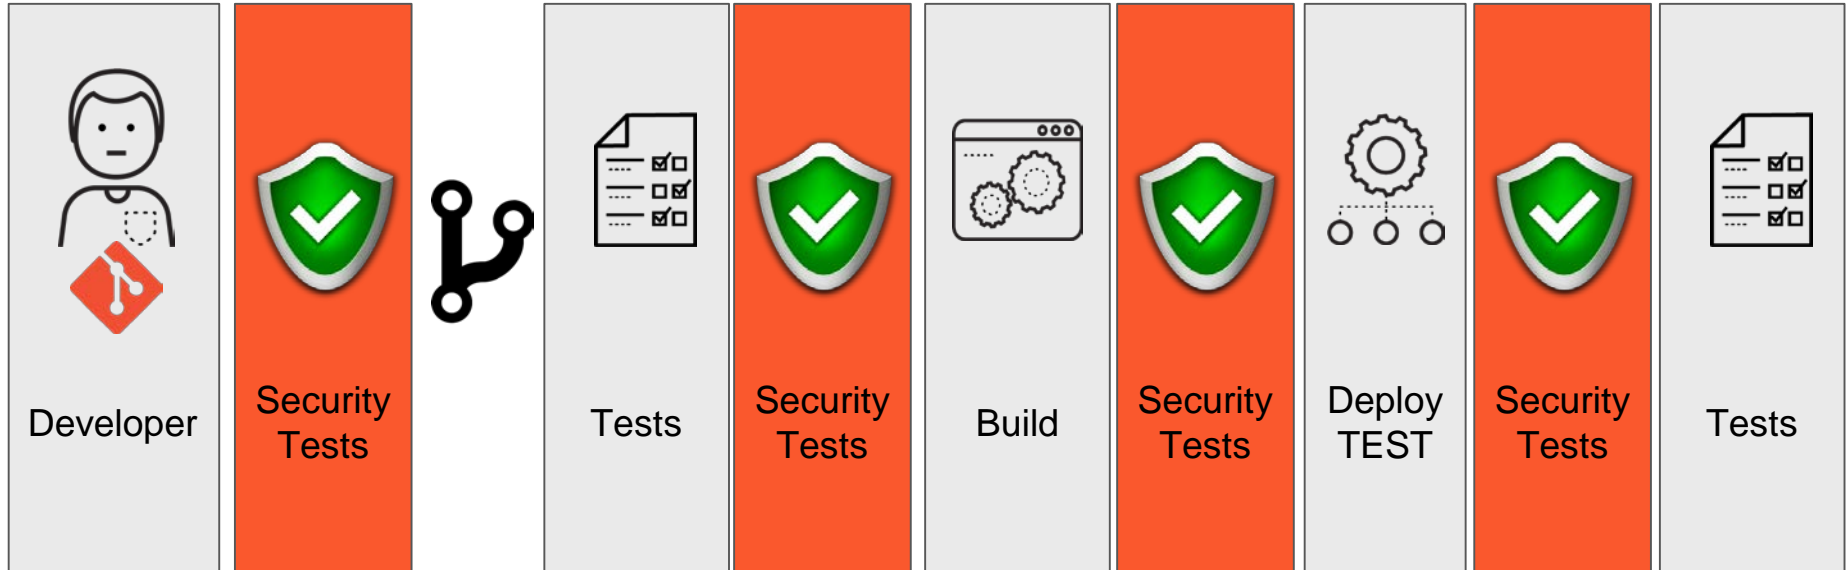 Developer
Security
Tests
Tests
Security
Tests
Build
Security
Tests
Deploy
TEST
Security
Tests
Tests